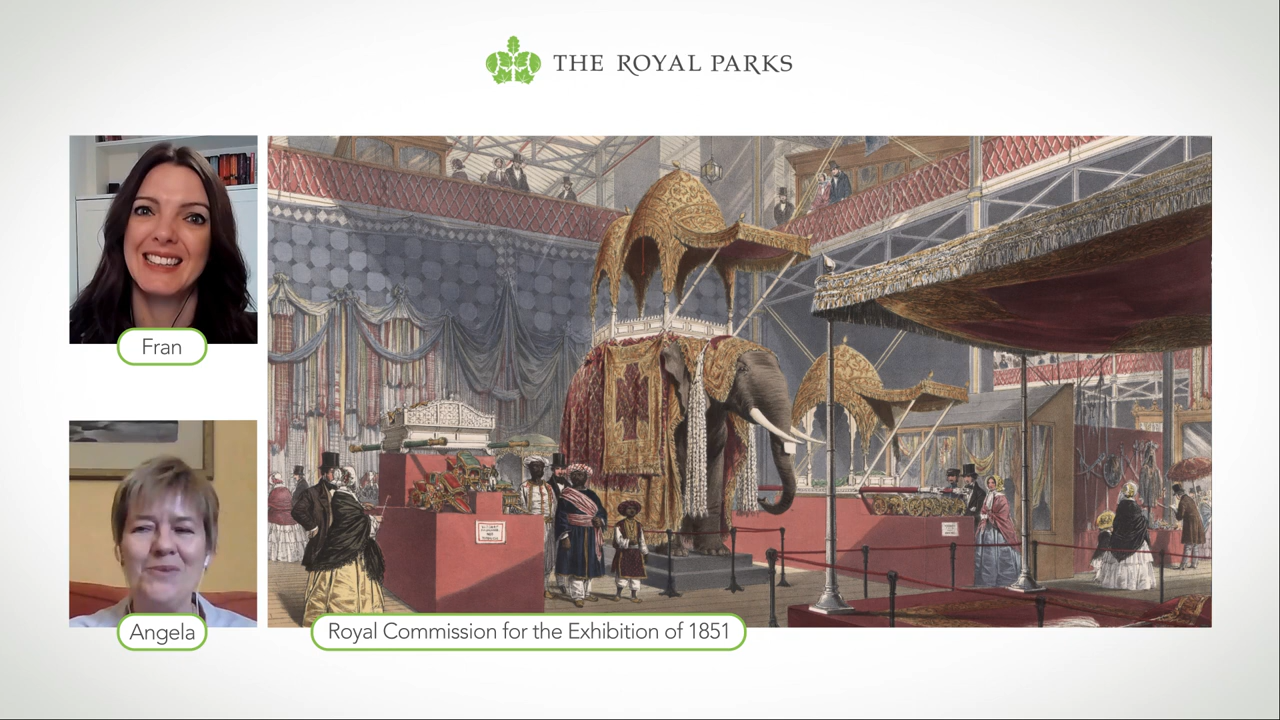 THE ROYAL PARKS
Fran
Angela
Royal Commission for the Exhibition of 1851